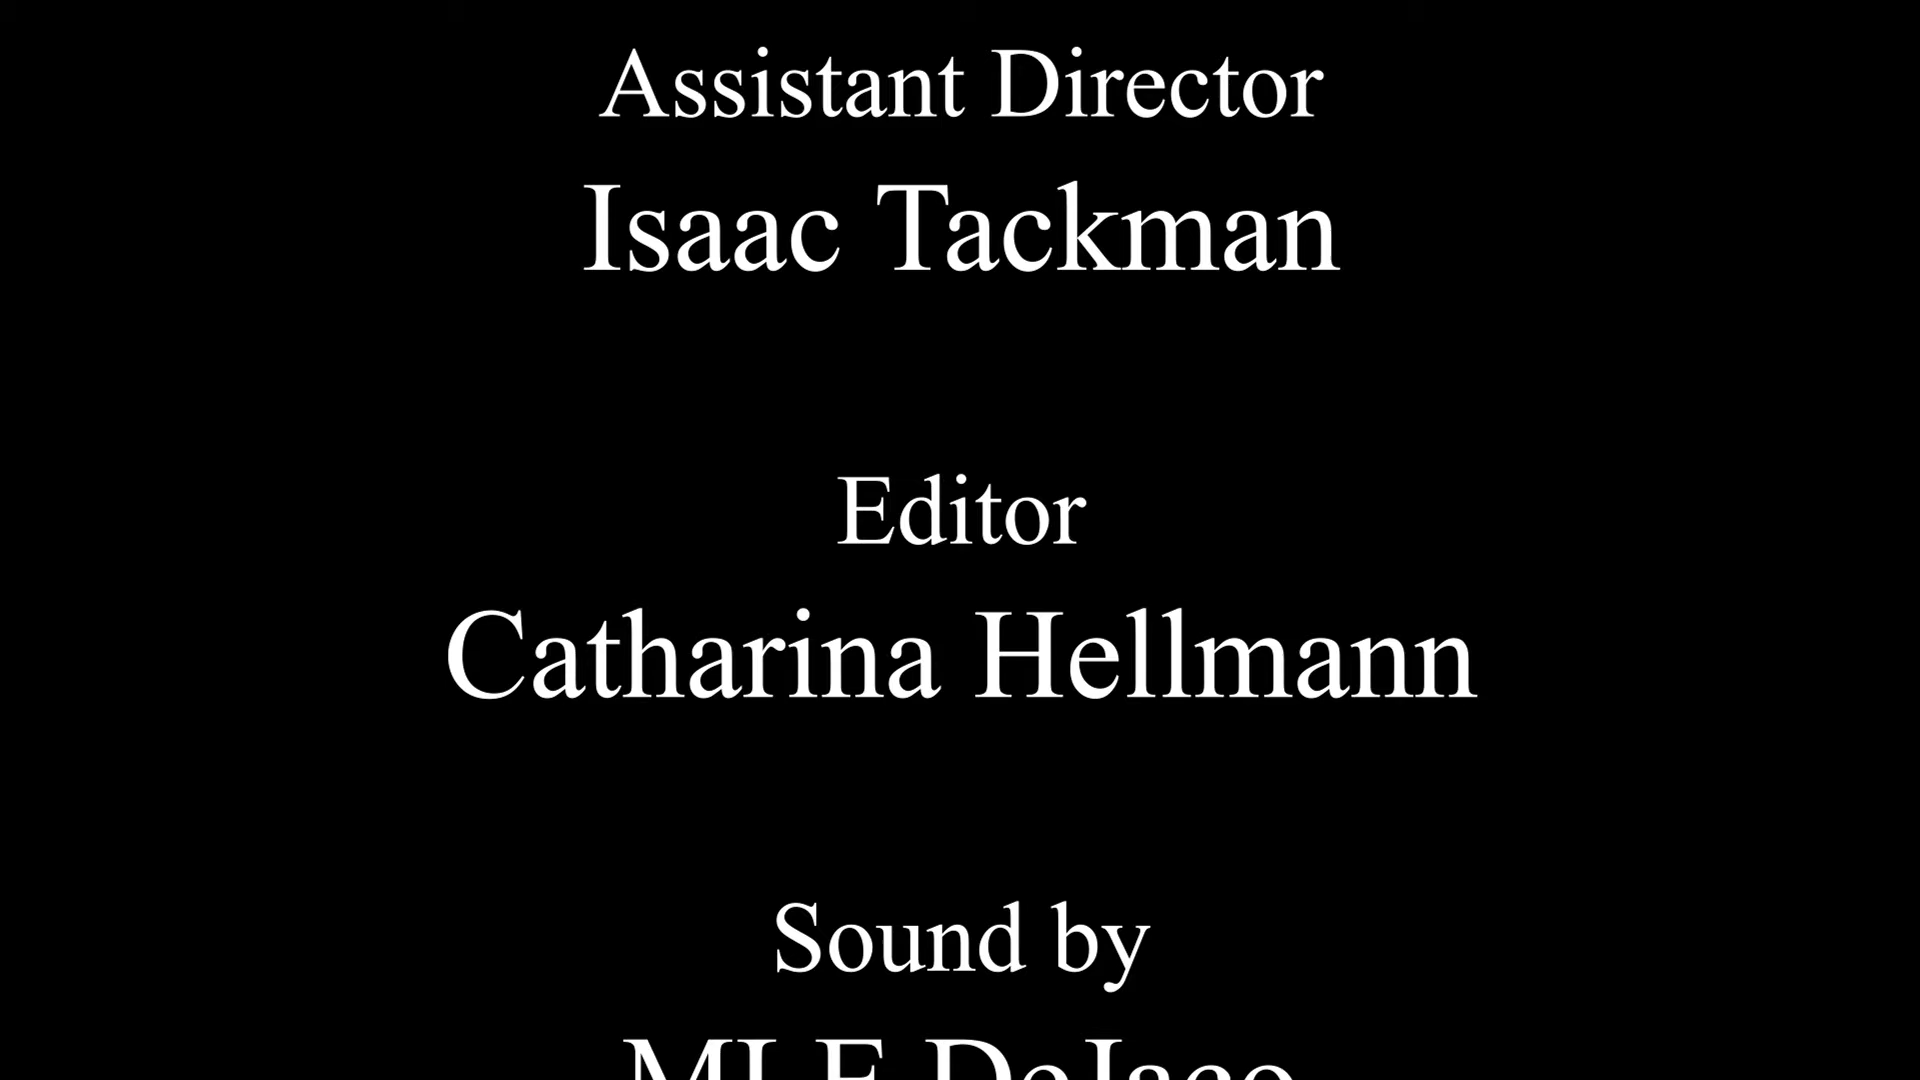 Assistant Director
Isaac Tackman
Editor
Catharina Hellmann
Sound by